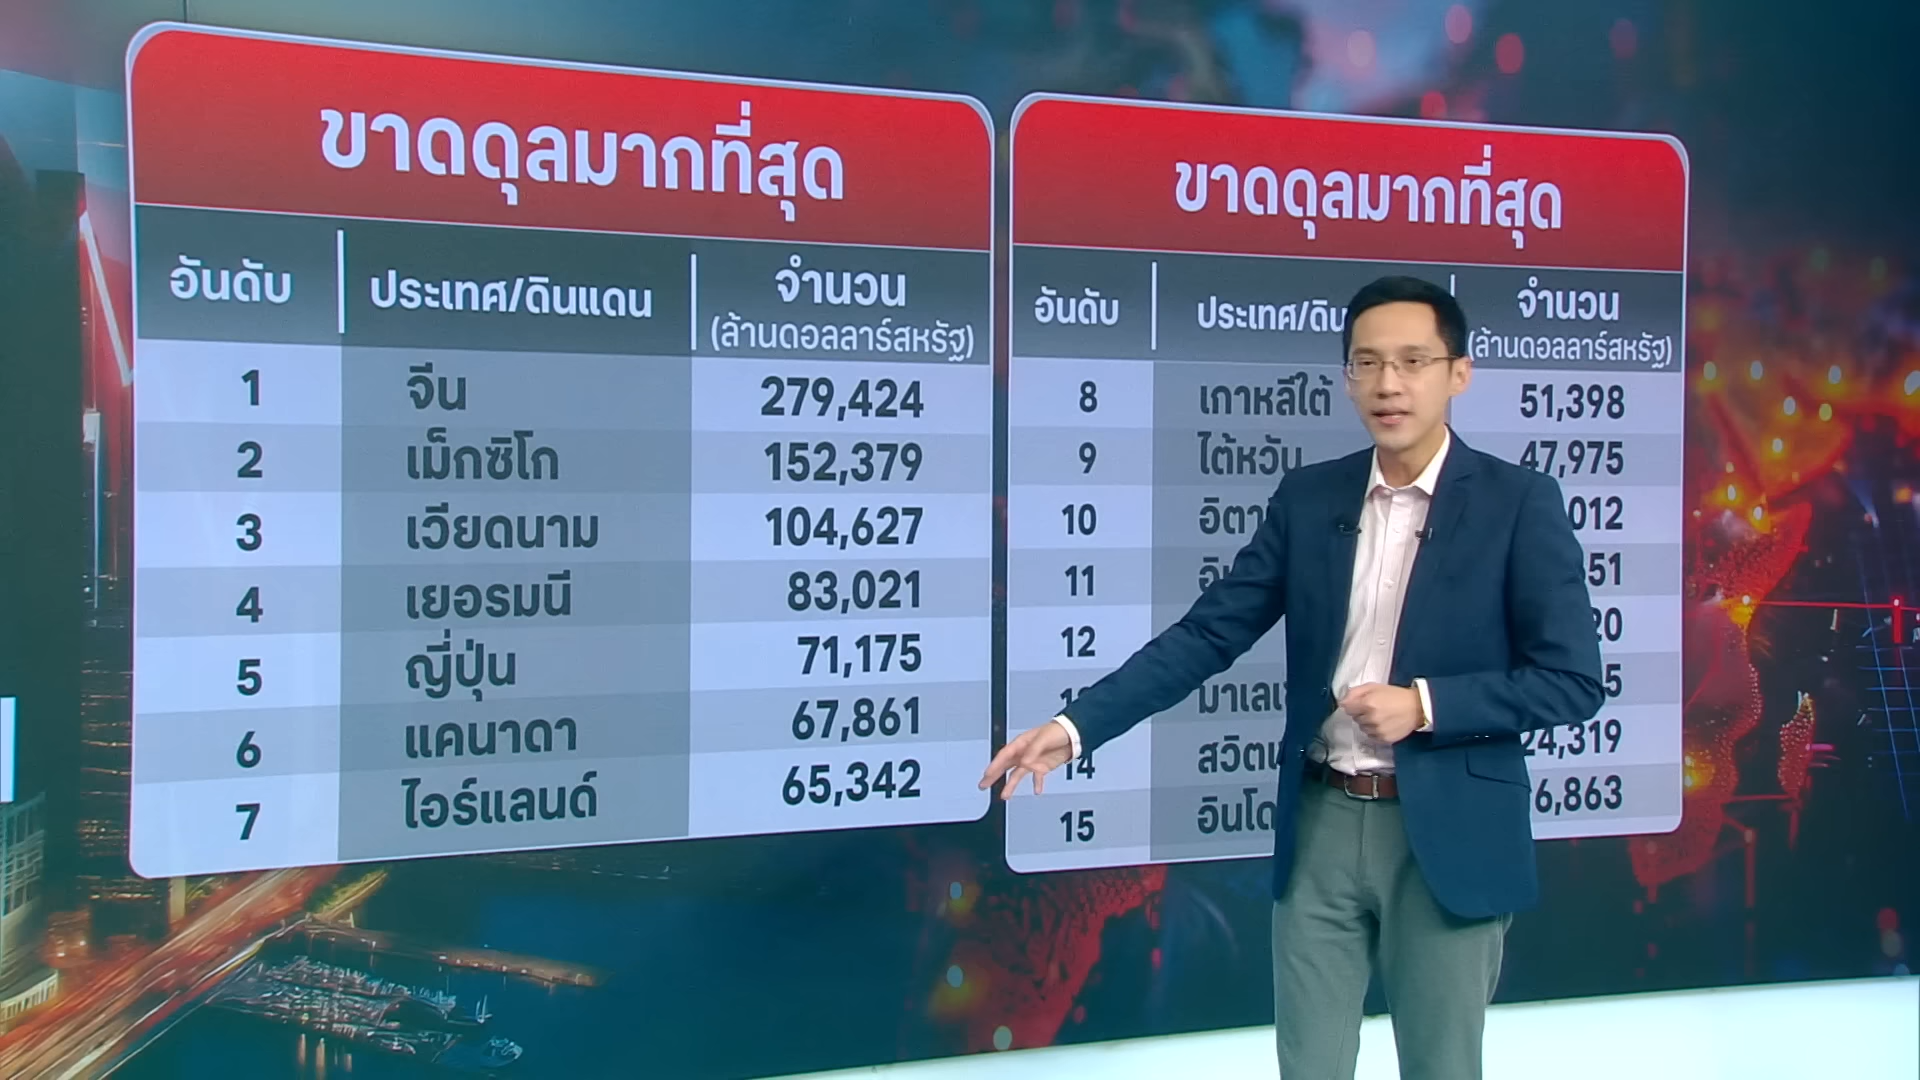 ขาดดุลมากที่สุด
อันดับ ประเทศ/ดินแดน จำนวน
(ล้านดอลลาร์สหรัฐ)
1 จีน 279,424
2 เม็กซิโก 152,379
3 เวียดนาม 104,627
4 เยอรมนี 83,021
5 ญี่ปุ่น 71,175
6 แคนาดา 67,861
7 ไอร์แลนด์ 65,342
ขาดดุลมากที่สุด
อันดับ จำนวน
(ล้านดอลลาร์สหรัฐ)
8 เกาหลีใต้ 51,398
9 ไต้หวัน 47,975
10
11
12
14 24,319
15